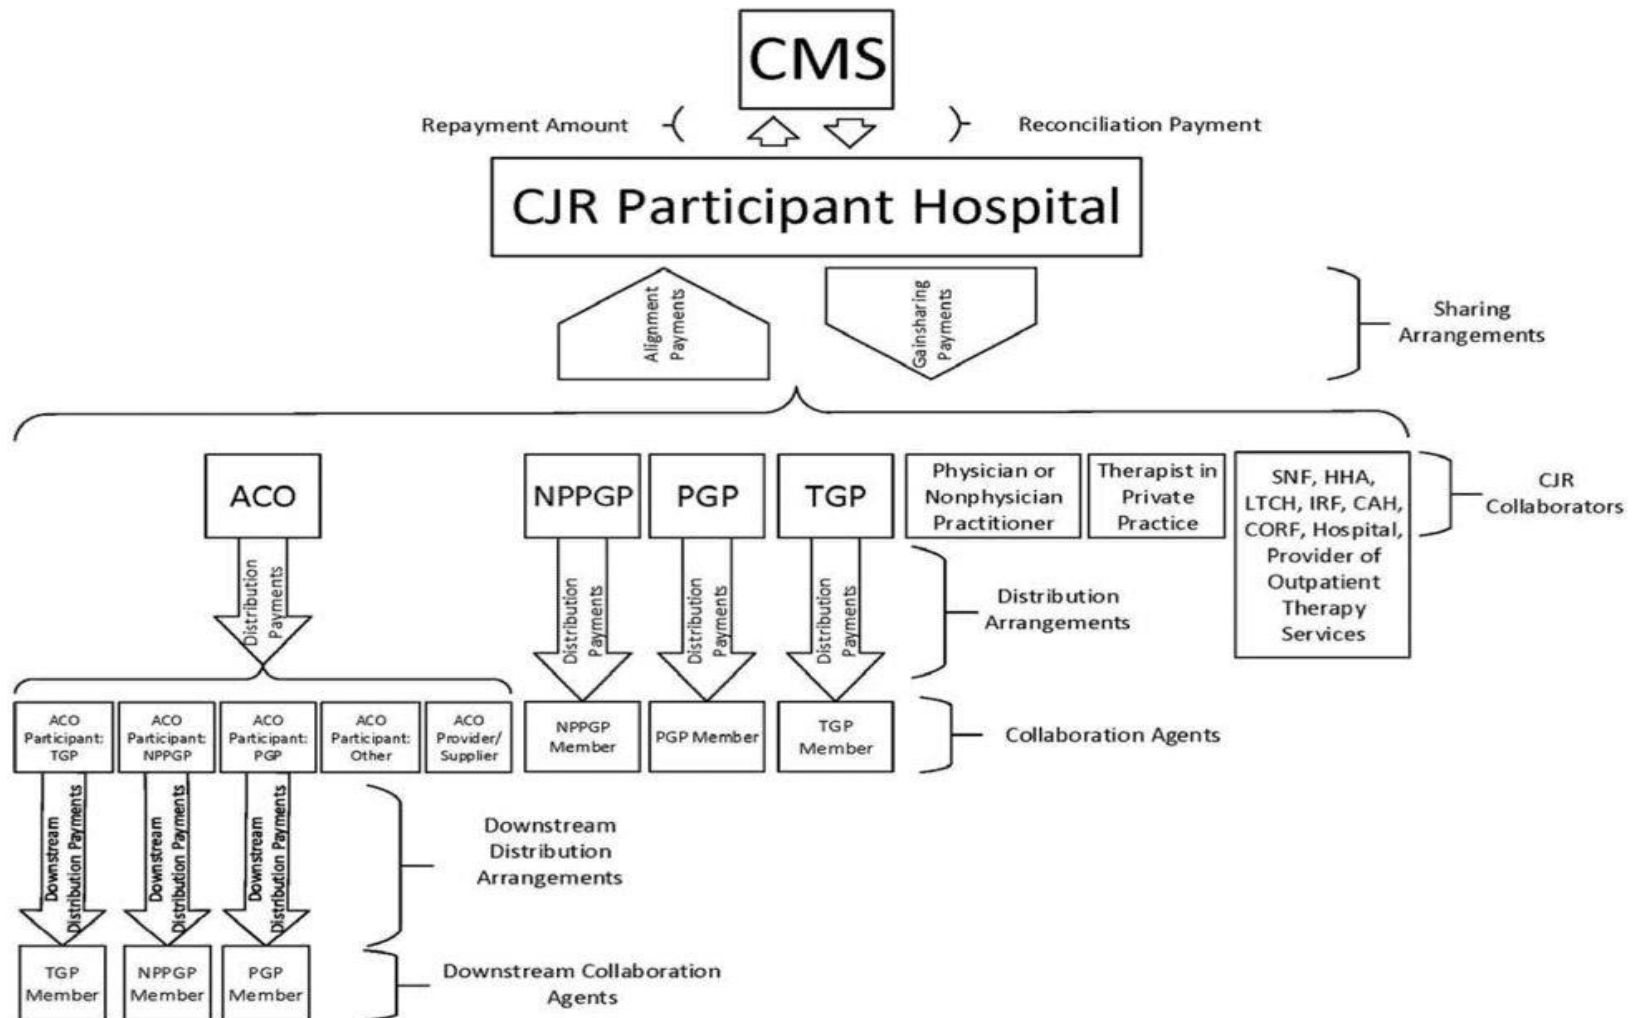 CMS
Repayment Amount
Reconciliation Payment
CJR Participant Hospital
Alignment
Payments
Gainsharing
Payments
Sharing
Arrangements
ACO
NPPGP
PGP
TGP
Physician or
Nonphysician
Practitioner
Therapist in
Private
Practice
SNF, HHA,
LTCH, IRF, CAH,
CORF, Hospital,
Provider of
Outpatient
Therapy
Services
CJR
Collaborators
Distribution
Payments
Distribution
Payments
Distribution
Payments
Distribution
Payments
Distribution
Arrangements
ACO
Participant:
TGP
ACO
Participant:
NPPGP
ACO
Participant:
PGP
ACO
Participant:
Other
ACO
Provider/
Supplier
NPPGP
Member
PGP Member
TGP
Member
Collaboration Agents
Downstream
Distribution Payments
Downstream
Distribution Payments
Downstream
Distribution Payments
Downstream
Distribution
Arrangements
TGP
Member
NPPGP
Member
PGP
Member
Downstream Collaboration
Agents